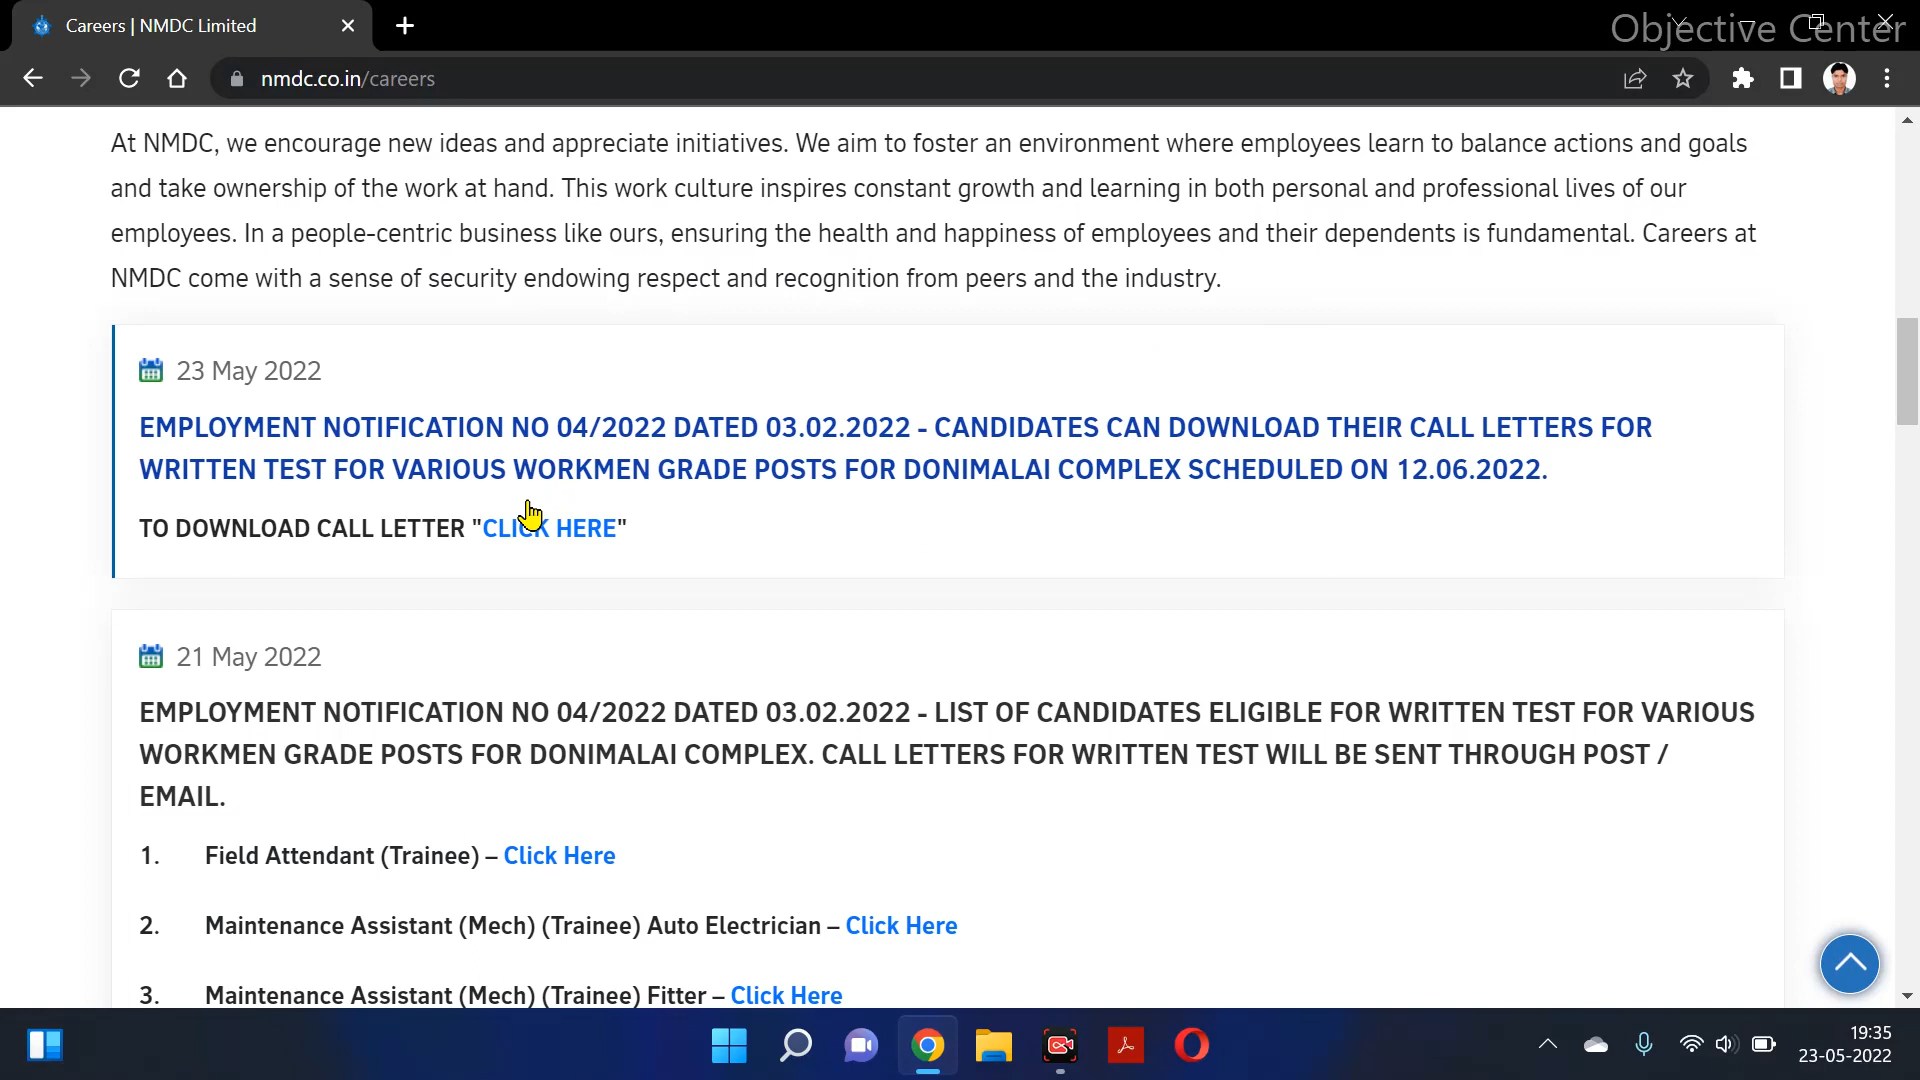 Careers | NMDC Limited
Objective Center
nmdc.co.in/careers
At NMDC, we encourage new ideas and appreciate initiatives. We aim to foster an environment where employees learn to balance actions and goals
and take ownership of the work at hand. This work culture inspires constant growth and learning in both personal and professional lives of our
employees. In a people-centric business like ours, ensuring the health and happiness of employees and their dependents is fundamental. Careers at
NMDC come with a sense of security endowing respect and recognition from peers and the industry.
23 May 2022
EMPLOYMENT NOTIFICATION NO 04/2022 DATED 03.02.2022 - CANDIDATES CAN DOWNLOAD THEIR CALL LETTERS FOR
WRITTEN TEST FOR VARIOUS WORKMEN GRADE POSTS FOR DONIMALAI COMPLEX SCHEDULED ON 12.06.2022.
TO DOWNLOAD CALL LETTER "CLICK HERE"
21 May 2022
EMPLOYMENT NOTIFICATION NO 04/2022 DATED 03.02.2022 - LIST OF CANDIDATES ELIGIBLE FOR WRITTEN TEST FOR VARIOUS
WORKMEN GRADE POSTS FOR DONIMALAI COMPLEX. CALL LETTERS FOR WRITTEN TEST WILL BE SENT THROUGH POST /
EMAIL.
1. Field Attendant (Trainee) – Click Here
2. Maintenance Assistant (Mech) (Trainee) Auto Electrician – Click Here
3. Maintenance Assistant (Mech) (Trainee) Fitter – Click Here
19:35
23-05-2022